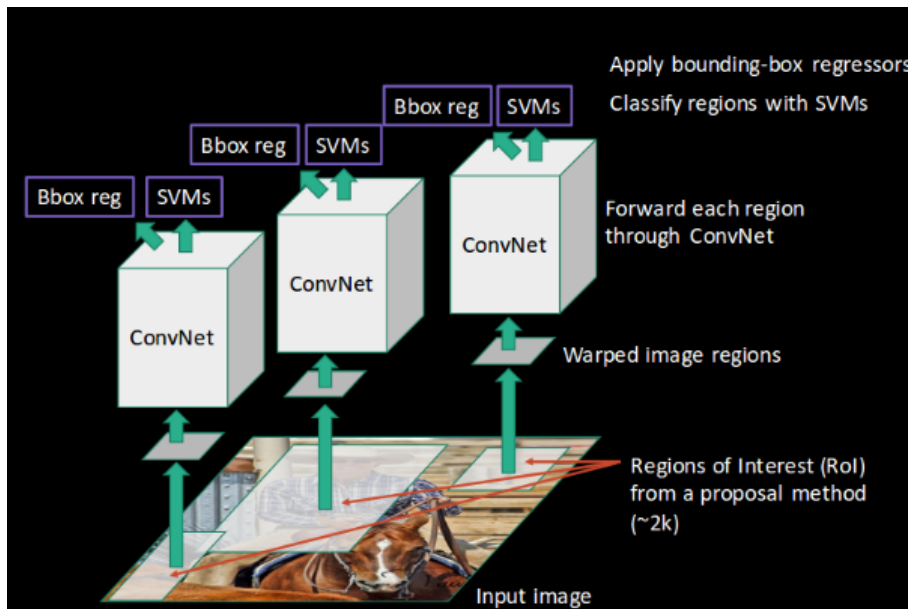 Apply bounding-box regressors
Bbox reg SVMs
Classify regions with SVMs
Bbox reg SVMs
Bbox reg SVMs
Forward each region
through ConvNet
ConvNet
ConvNet
ConvNet
Warped image regions
Regions of Interest (RoI)
from a proposal method
(~2k)
Input image